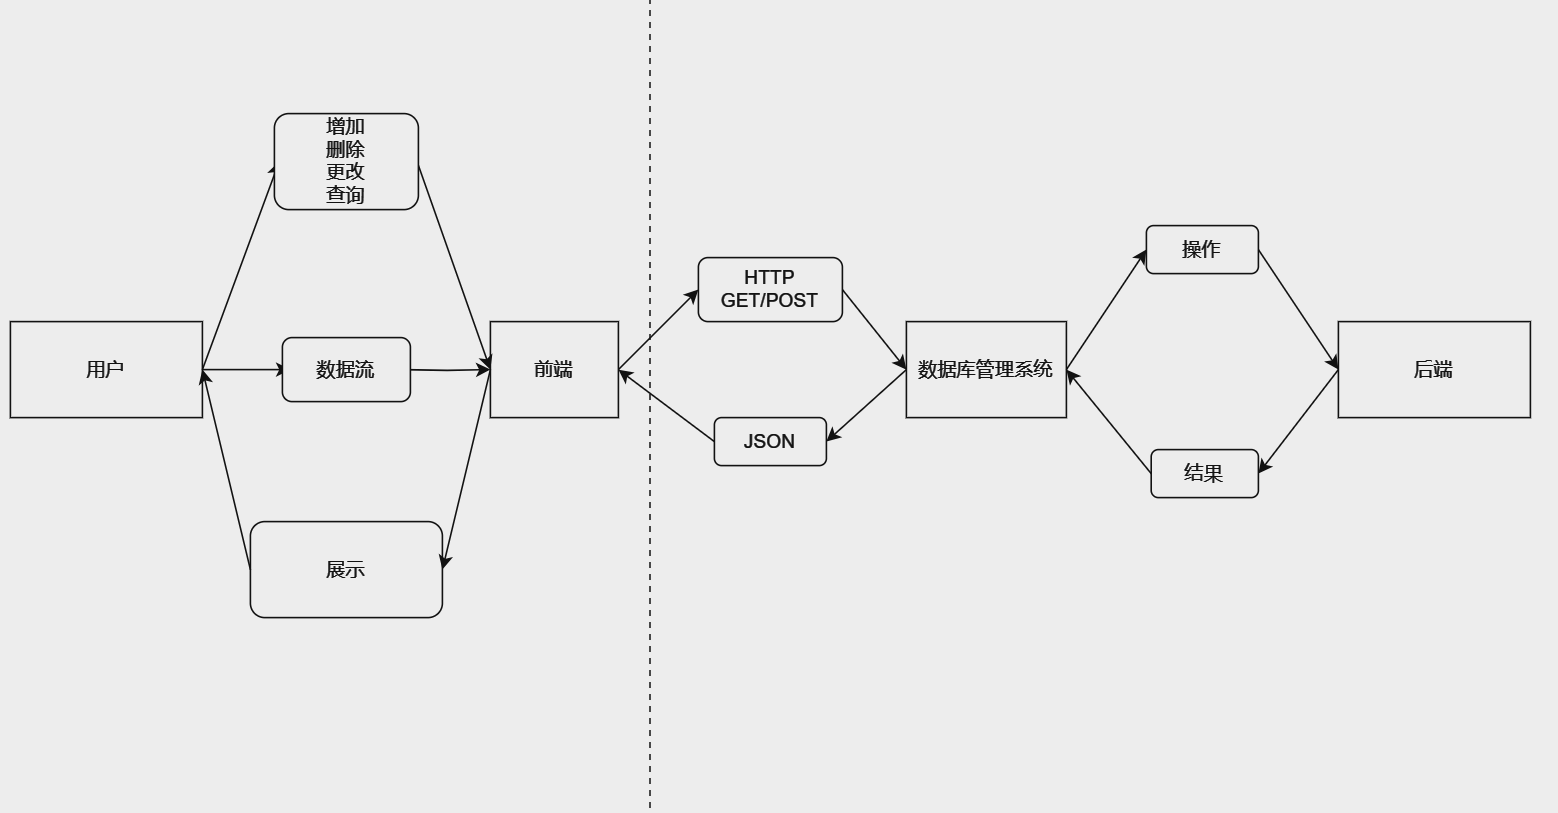 增加
删除
更改
查询
用户
数据流
前端
展示
HTTP
GET/POST
JSON
数据库管理系统
操作
结果
后端